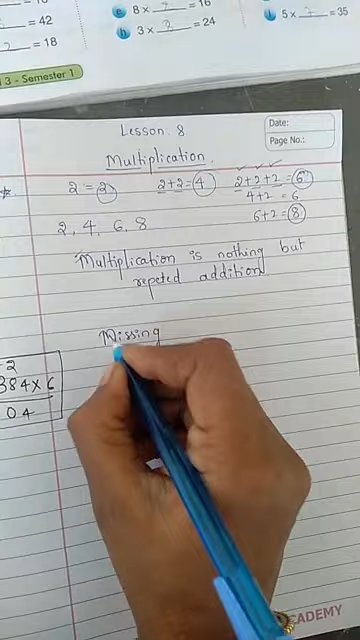 = 42
= 18
e 8 × 2 = 16
h 3 × 8 = 24
i 5 × 7 = 35
3 - Semester 1
Date:
Page No.:
Lesson 8
Multiplication.
2 = 2 2+2 = 4 2+2+2 = 6
4+2 = 6
6+2 = 8
2, 4, 6, 8
Multiplication is nothing but
repeted addition
Missing
2
384 × 6
04
CADEMY